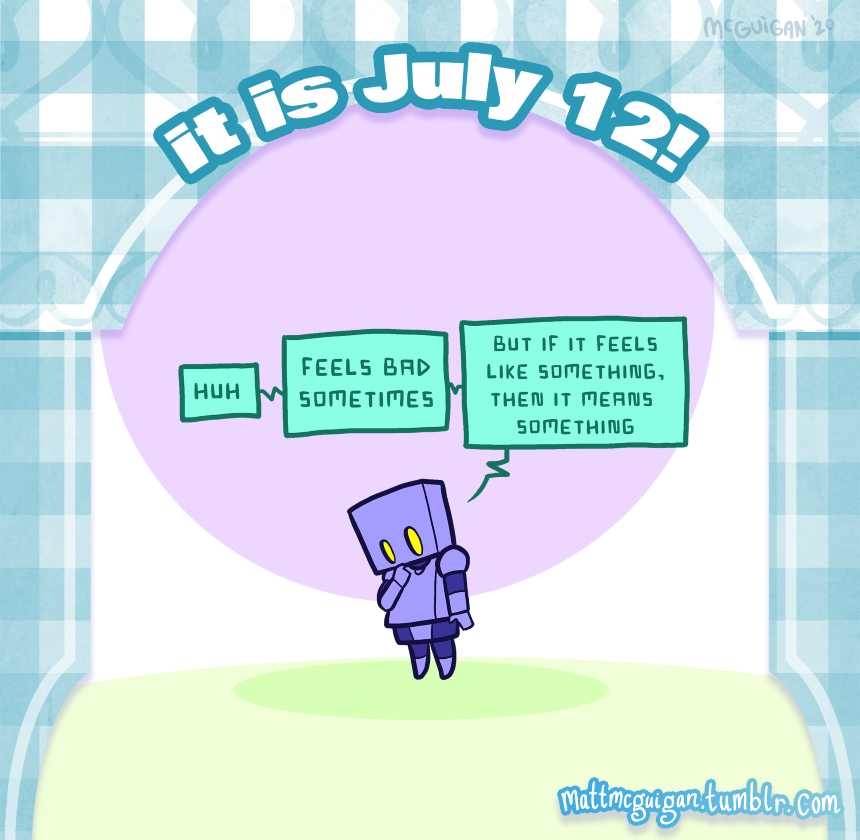 McGUiGAN '20
it is July 12!
HUH
FEELS BAD
SOMETIMES
BUT IF IT FEELS
LIKE SOMETHING,
THEN IT MEANS
SOMETHING
mattmcguigan.tumblr.com